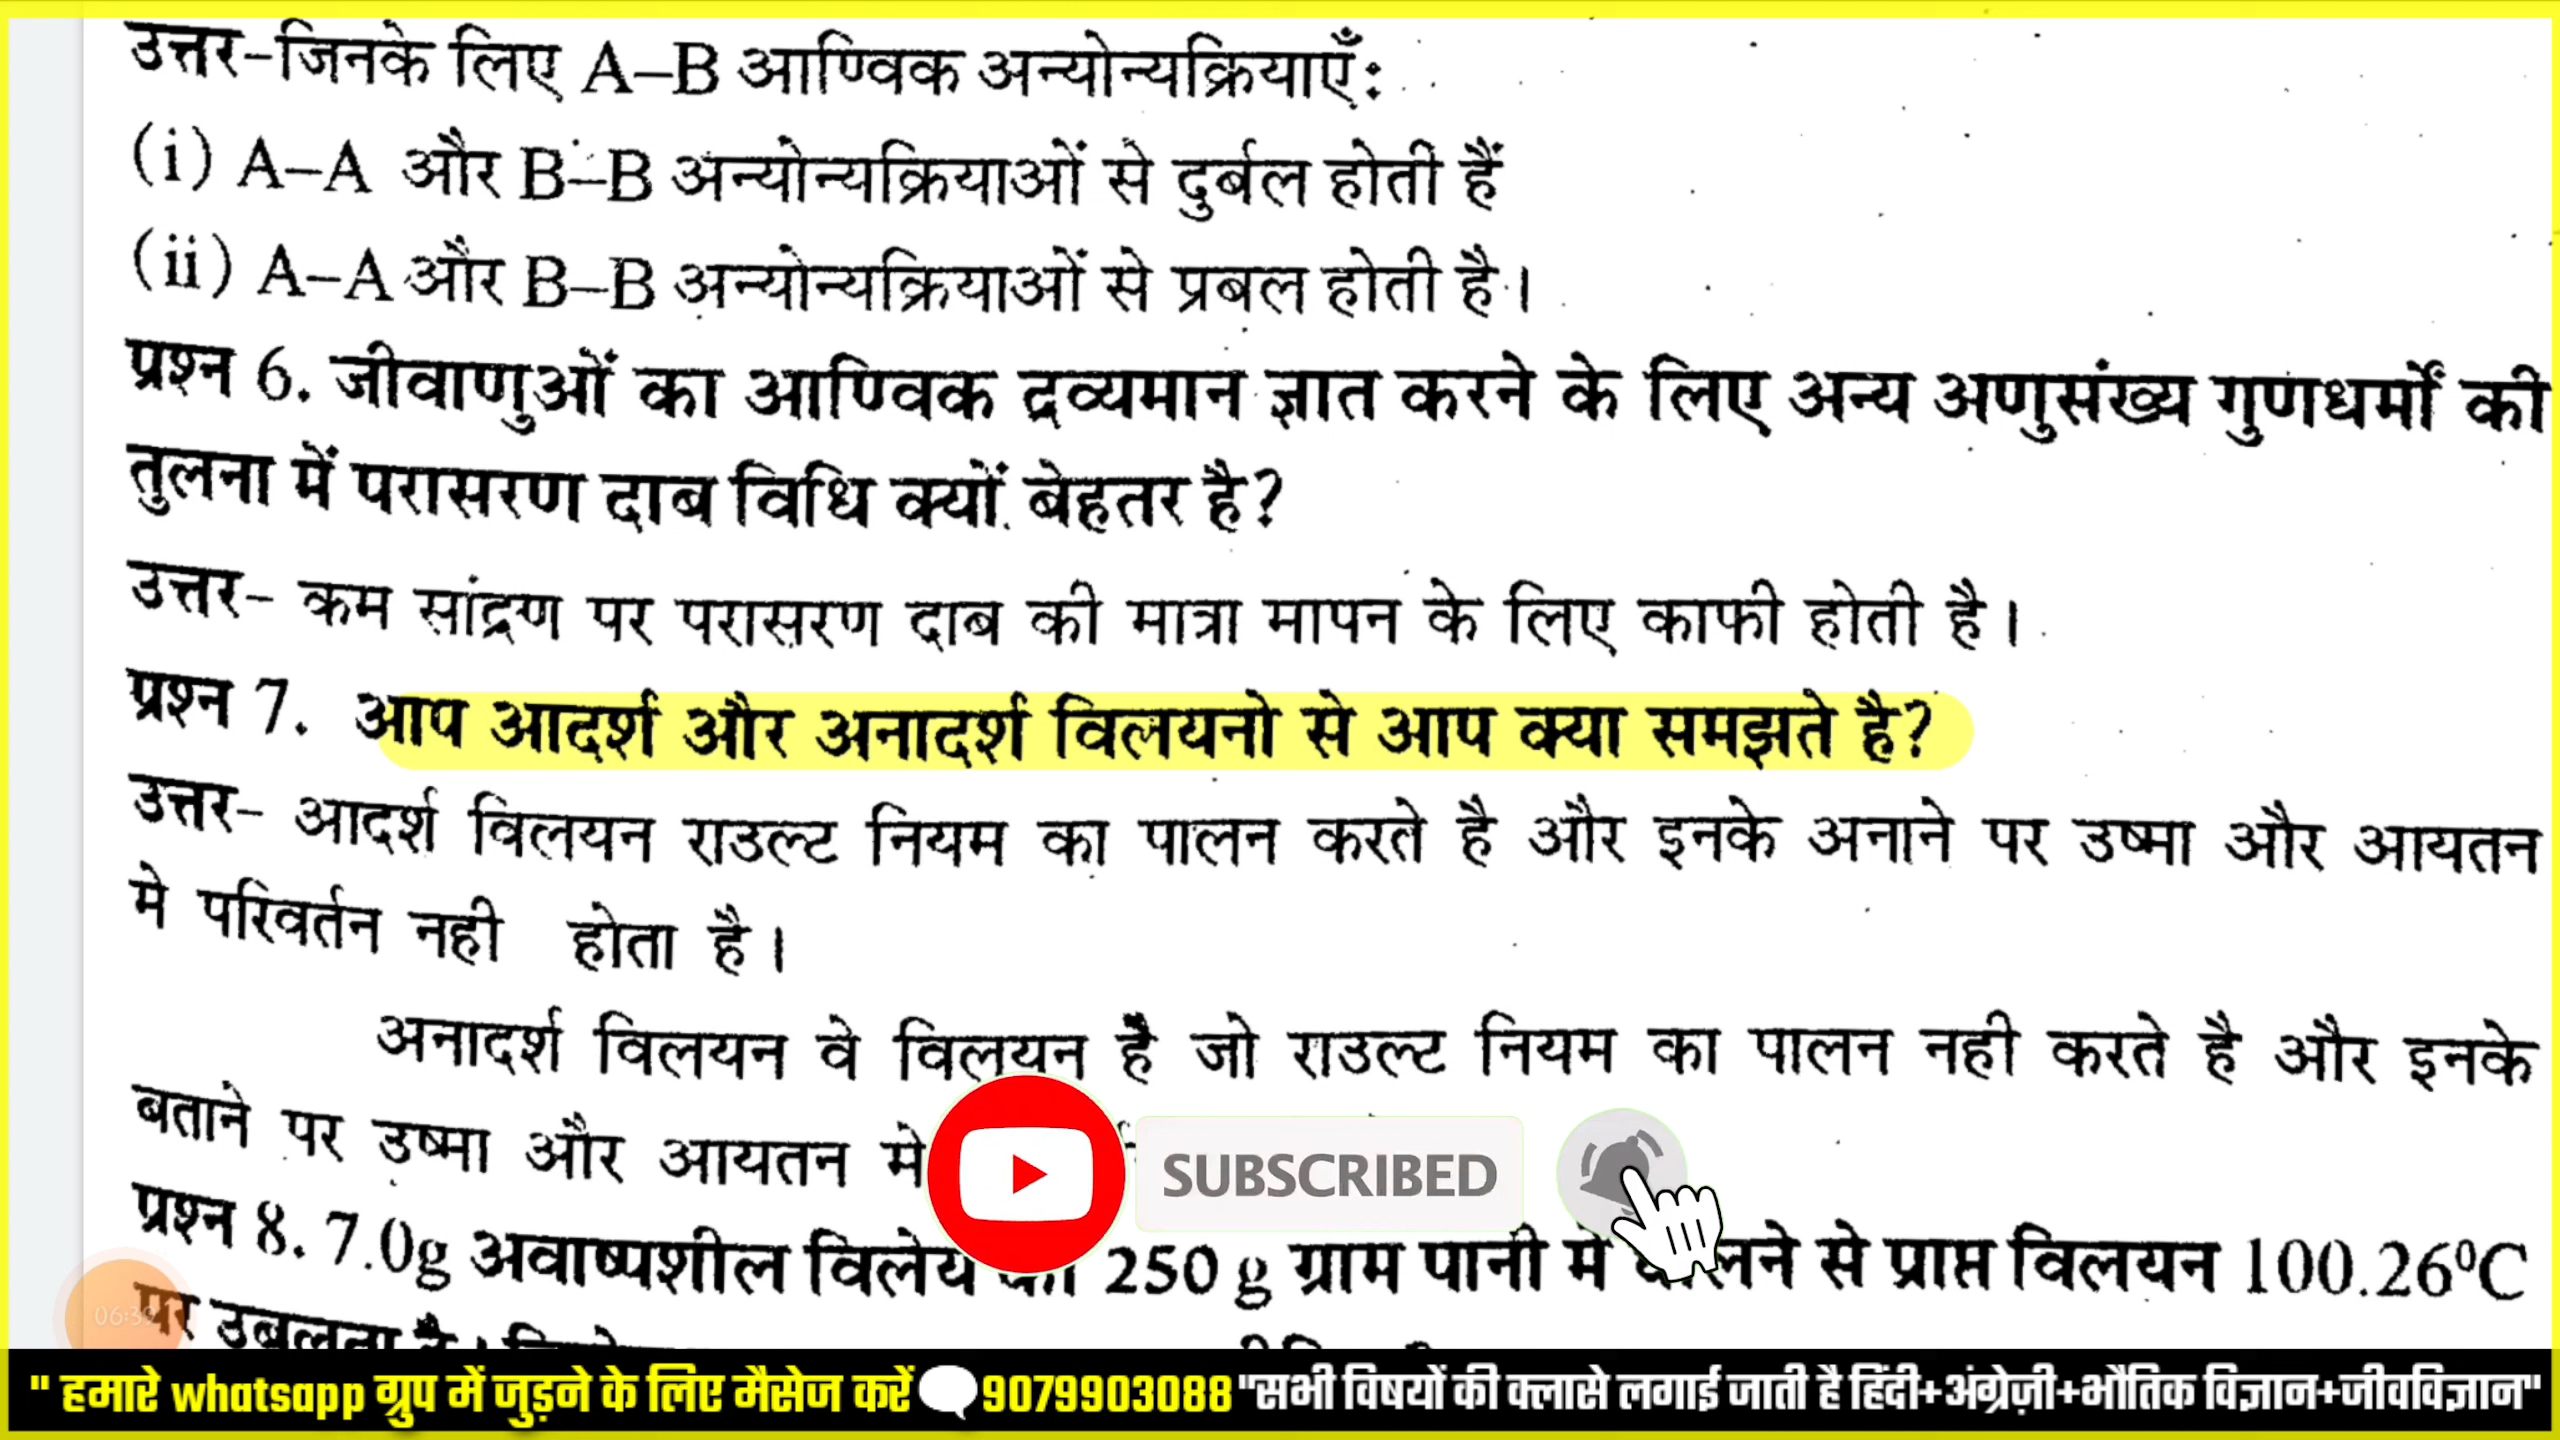 उत्तर-जिनके लिए A–B आण्विक अन्योन्यक्रियाएँ:
(i) A–A और B–B अन्योन्यक्रियाओं से दुर्बल होती हैं
(ii) A–A और B–B अन्योन्यक्रियाओं से प्रबल होती है।
प्रश्न 6. जीवाणुओं का आण्विक द्रव्यमान ज्ञात करने के लिए अन्य अणुसंख्य गुणधर्मों की
तुलना में परासरण दाब विधि क्यों बेहतर है?
उत्तर- कम सांद्रण पर परासरण दाब की मात्रा मापन के लिए काफी होती है।
प्रश्न 7. आप आदर्श और अनादर्श विलयनो से आप क्या समझते है?
उत्तर- आदर्श विलयन राउल्ट नियम का पालन करते है और इनके अनाने पर उष्मा और आयतन
मे परिवर्तन नही होता है।
अनादर्श विलयन वे विलयन है जो राउल्ट नियम का पालन नही करते है और इनके
बताने पर उष्मा और आयतन मे
SUBSCRIBED
प्रश्न 8. 7.0g अवाष्पशील विलेय 250 g ग्राम पानी मे से प्राप्त विलयन 100.26⁰C
06:39
पर उबलता है।
" हमारे whatsapp ग्रुप में जुड़ने के लिए मैसेज करें 9079903088 "सभी विषयों की क्लासे लगाई जाती है हिंदी+अंग्रेज़ी+भौतिक विज्ञान+जीवविज्ञान"